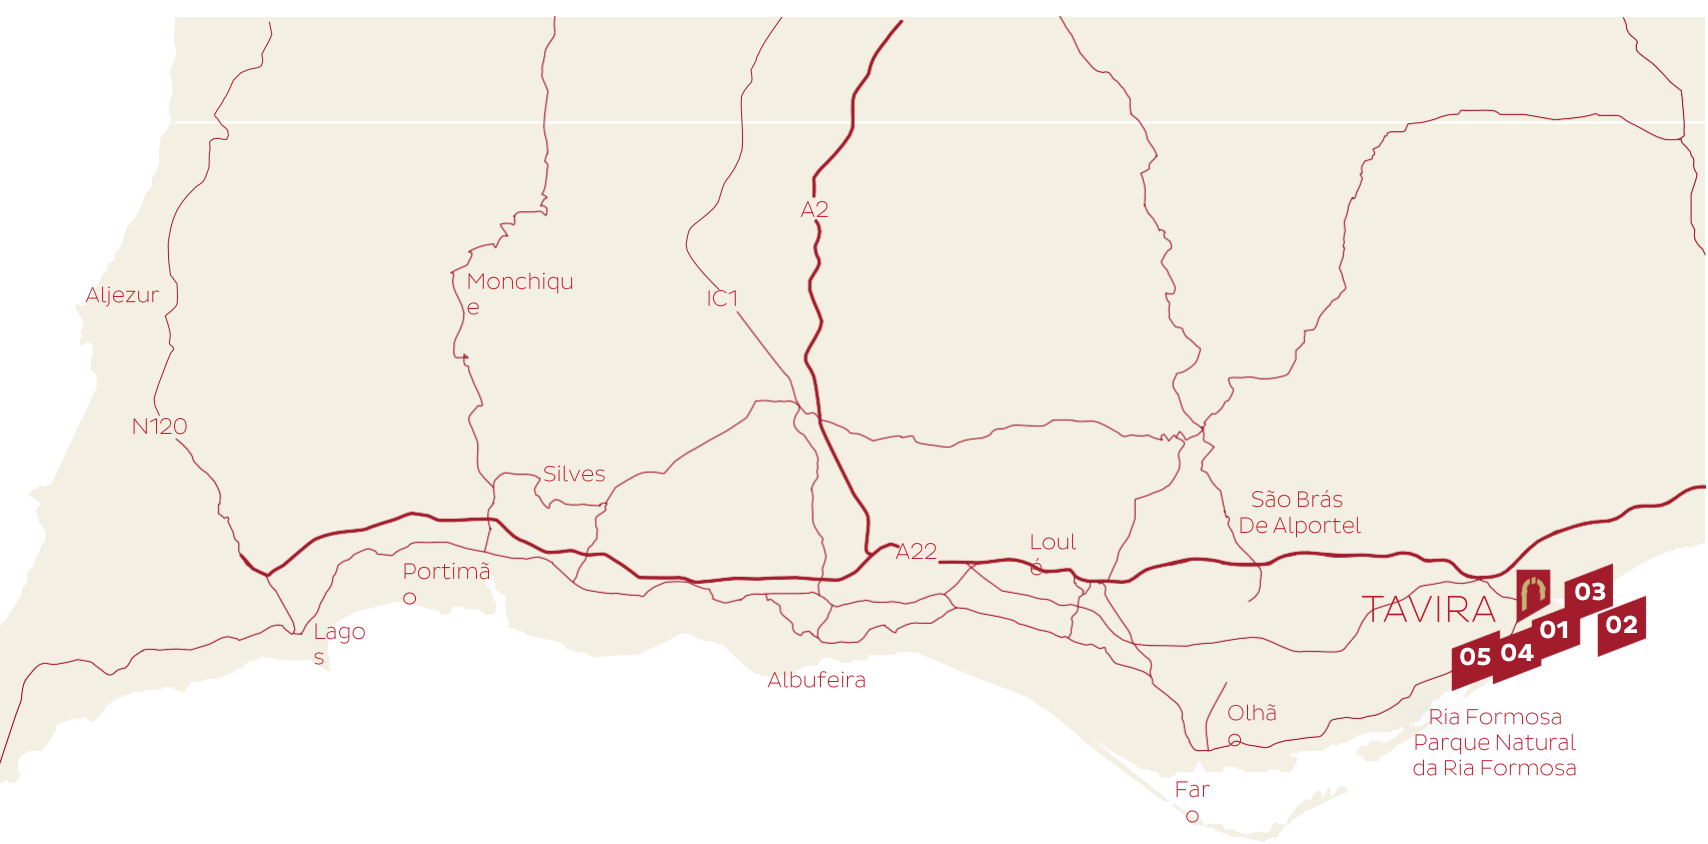 A2
Aljezur
Monchiqu
e
IC1
N120
Silves
São Brás
De Alportel
A22
Loul
é
Portimã
o
TAVIRA
03
01
02
05
04
Lago
s
Albufeira
Olhã
o
Ria Formosa
Parque Natural
da Ria Formosa
Far
o